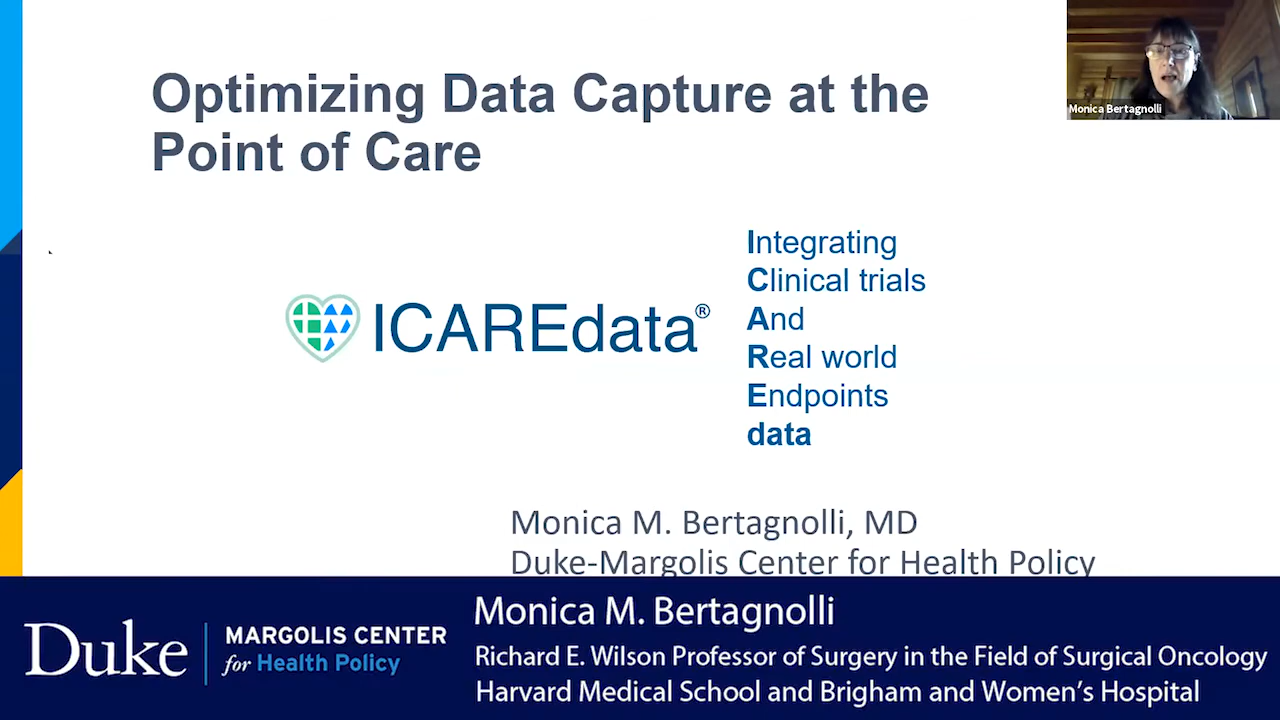 Optimizing Data Capture at the
Point of Care
Monica Bertagnolli
ICAREdata®
Integrating
Clinical trials
And
Real world
Endpoints
data
Monica M. Bertagnolli, MD
Duke-Margolis Center for Health Policy
Duke
MARGOLIS CENTER
for Health Policy
Monica M. Bertagnolli
Richard E. Wilson Professor of Surgery in the Field of Surgical Oncology
Harvard Medical School and Brigham and Women's Hospital